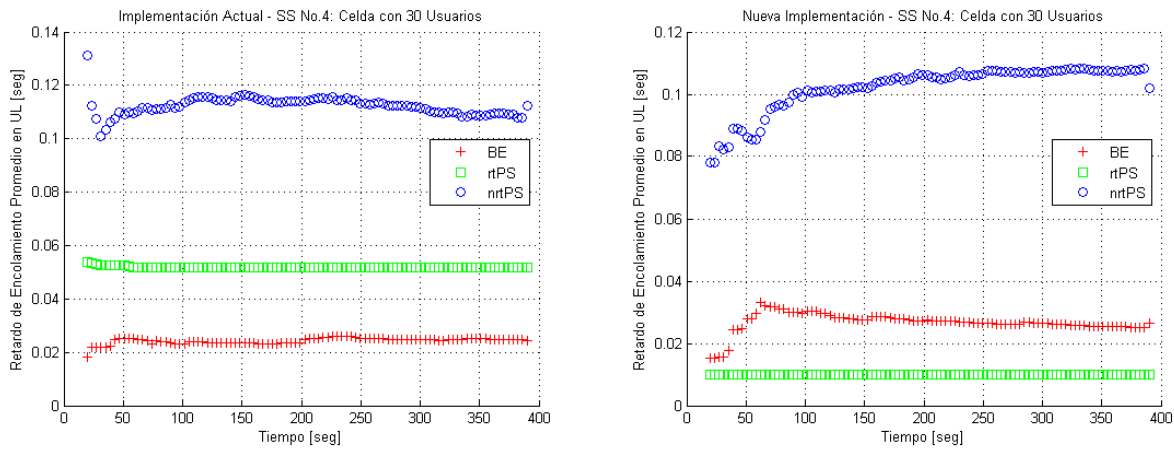 Implementación Actual - SS No.4: Celda con 30 Usuarios
0.14
0.12
0.1
0.08
0.06
0.04
0.02
0
Retardo de Encolamiento Promedio en UL [seg]
BE
rtPS
nrtPS
0 50 100 150 200 250 300 350 400
Tiempo [seg]
Nueva Implementación - SS No.4: Celda con 30 Usuarios
0.12
0.1
0.08
0.06
0.04
0.02
0
Retardo de Encolamiento Promedio en UL [seg]
BE
rtPS
nrtPS
0 50 100 150 200 250 300 350 400
Tiempo [seg]